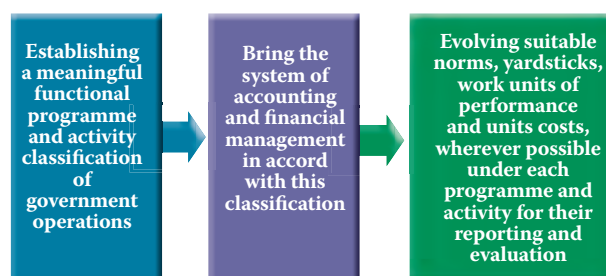 Establishing
a meaningful
functional
programme
and activity
classification
of
government
operations
Bring the
system of
accounting
and financial
management
in accord
with this
classification
Evolving suitable
norms, yardsticks,
work units of
performance
and units costs,
wherever possible
under each
programme and
activity for their
reporting and
evaluation